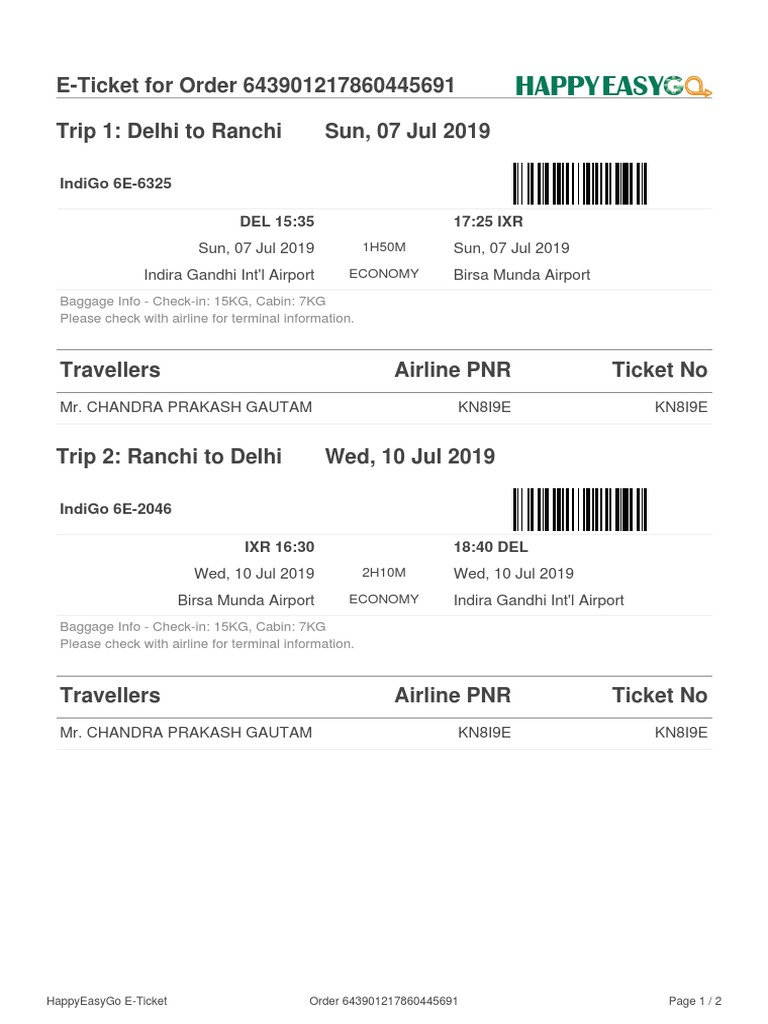 E-Ticket for Order 643901217860445691 HAPPYEASYGO
Trip 1: Delhi to Ranchi Sun, 07 Jul 2019
IndiGo 6E-6325
DEL 15:35 17:25 IXR
Sun, 07 Jul 2019 1H50M Sun, 07 Jul 2019
Indira Gandhi Int'l Airport ECONOMY Birsa Munda Airport
Baggage Info - Check-in: 15KG, Cabin: 7KG
Please check with airline for terminal information.
Travellers Airline PNR Ticket No
Mr. CHANDRA PRAKASH GAUTAM KN8I9E KN8I9E
Trip 2: Ranchi to Delhi Wed, 10 Jul 2019
IndiGo 6E-2046
IXR 16:30 18:40 DEL
Wed, 10 Jul 2019 2H10M Wed, 10 Jul 2019
Birsa Munda Airport ECONOMY Indira Gandhi Int'l Airport
Baggage Info - Check-in: 15KG, Cabin: 7KG
Please check with airline for terminal information.
Travellers Airline PNR Ticket No
Mr. CHANDRA PRAKASH GAUTAM KN8I9E KN8I9E
HappyEasyGo E-Ticket Order 643901217860445691 Page 1 / 2